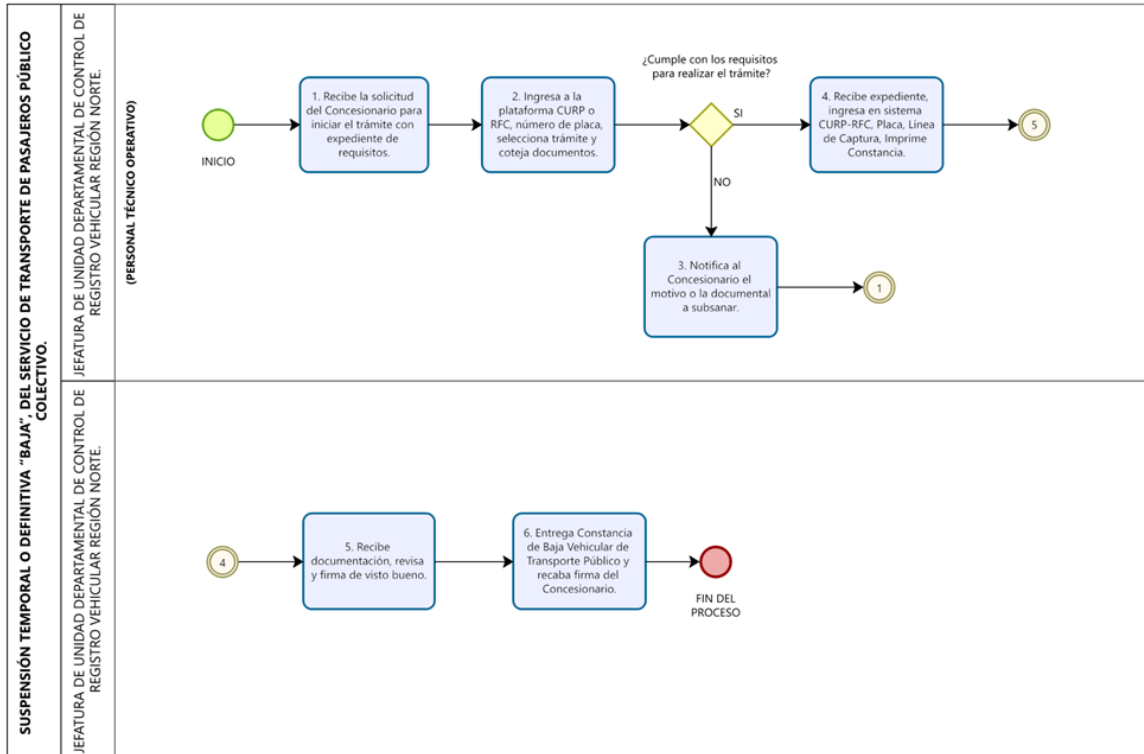 SUSPENSIÓN TEMPORAL O DEFINITIVA “BAJA”, DEL SERVICIO DE TRANSPORTE DE PASAJEROS PÚBLICO
COLECTIVO.
JEFATURA DE UNIDAD DEPARTAMENTAL DE CONTROL DE
REGISTRO VEHICULAR REGIÓN NORTE.
(PERSONAL TÉCNICO OPERATIVO)
INICIO
1. Recibe la solicitud
del Concesionario para
iniciar el trámite con
expediente de
requisitos.
2. Ingresa a la
plataforma CURP o
RFC, número de placa,
selecciona trámite y
coteja documentos.
¿Cumple con los requisitos
para realizar el trámite?
SI
NO
4. Recibe expediente,
ingresa en sistema
CURP-RFC, Placa, Línea
de Captura, Imprime
Constancia.
5
3. Notifica al
Concesionario el
motivo o la documental
a subsanar.
1
JEFATURA DE UNIDAD DEPARTAMENTAL DE CONTROL DE
REGISTRO VEHICULAR REGIÓN NORTE.
4
5. Recibe
documentación, revisa
y firma de visto bueno.
6. Entrega Constancia
de Baja Vehicular de
Transporte Público y
recaba firma del
Concesionario.
FIN DEL
PROCESO